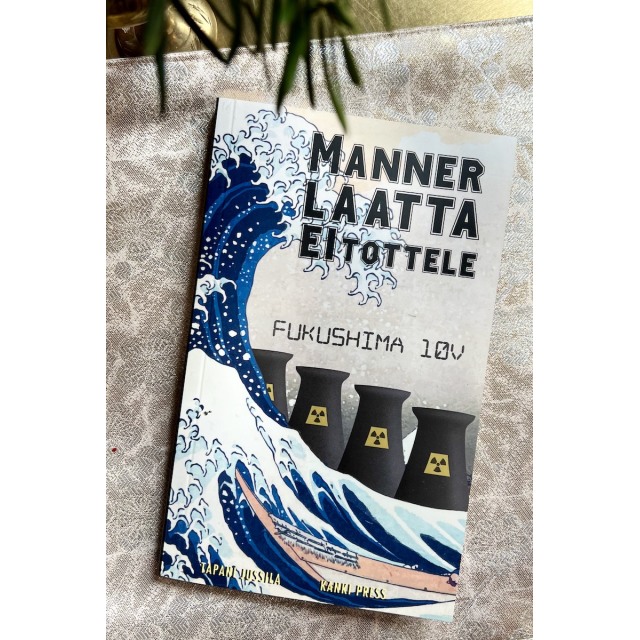 MANNER
LAATTA
EI TOTTELE
FUKUSHIMA 10V
TAPANI JUSSILA KANKI PRESS